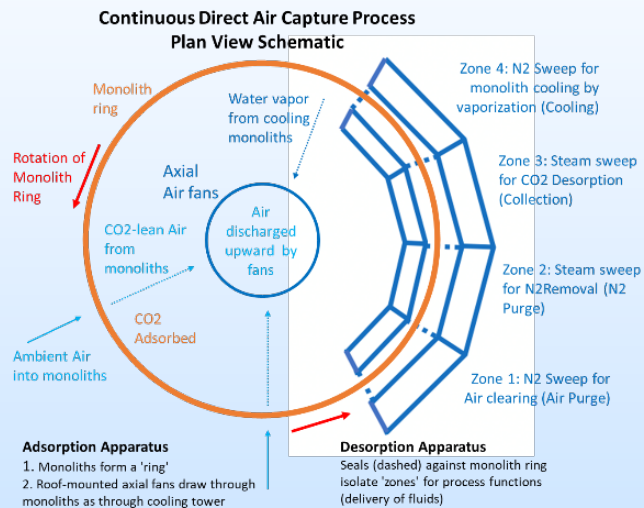 Continuous Direct Air Capture Process
Plan View Schematic
Monolith
ring
Rotation of
Monolith
Ring
Water vapor
from cooling
monoliths
Axial
Air fans
Air
discharged
upward by
fans
CO2-lean Air
from
monoliths
CO2
Adsorbed
Ambient Air
into monoliths
Zone 4: N2 Sweep for
monolith cooling by
vaporization (Cooling)
Zone 3: Steam sweep
for CO2 Desorption
(Collection)
Zone 2: Steam sweep
for N2Removal (N2
Purge)
Zone 1: N2 Sweep for
Air clearing (Air Purge)
Adsorption Apparatus
1. Monoliths form a 'ring'
2. Roof-mounted axial fans draw through
monoliths as through cooling tower
Desorption Apparatus
Seals (dashed) against monolith ring
isolate 'zones' for process functions
(delivery of fluids)